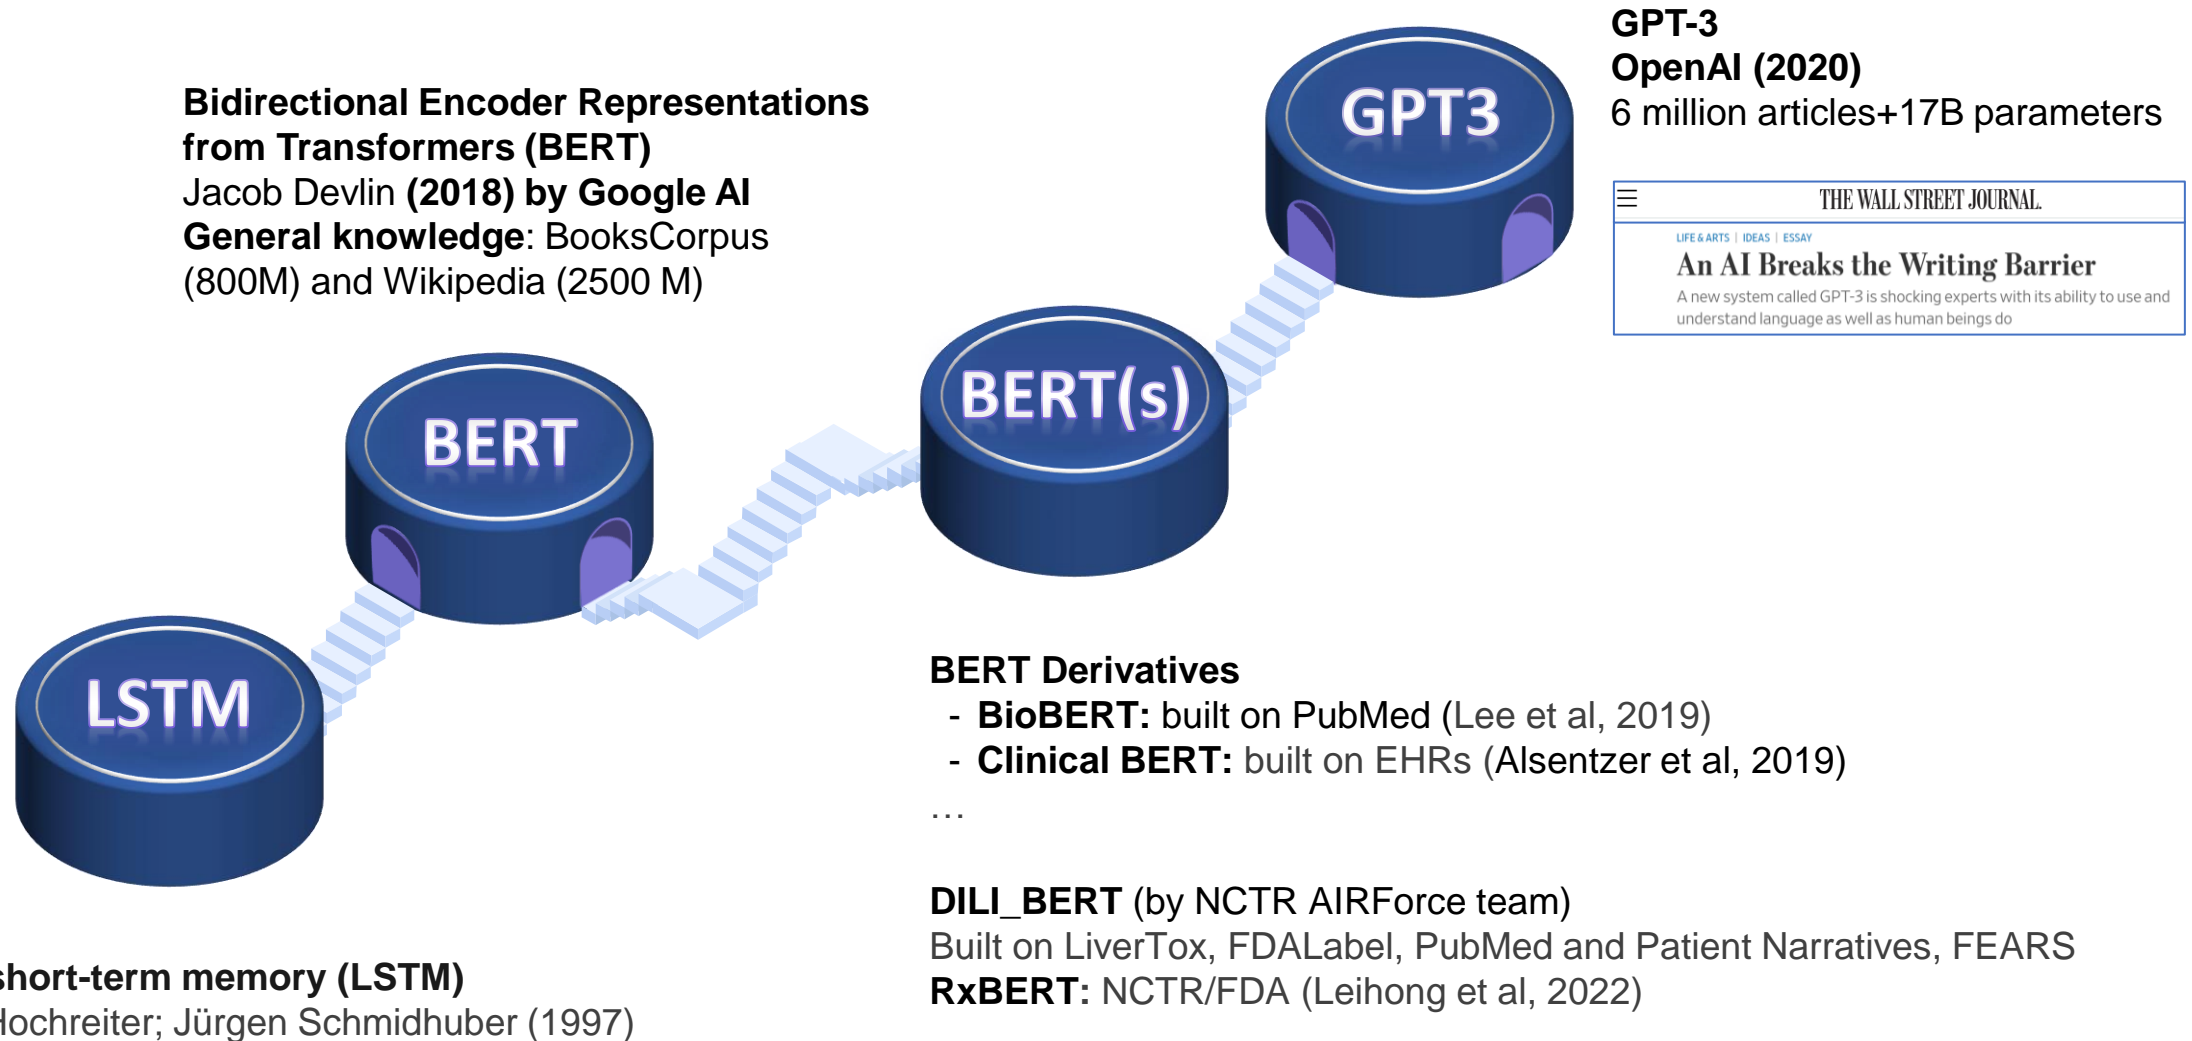 GPT-3
OpenAI (2020)
6 million articles+17B parameters
THE WALL STREET JOURNAL.
LIFE & ARTS | IDEAS | ESSAY
An AI Breaks the Writing Barrier
A new system called GPT-3 is shocking experts with its ability to use and
understand language as well as human beings do
GPT3
Bidirectional Encoder Representations
from Transformers (BERT)
Jacob Devlin (2018) by Google AI
General knowledge: BooksCorpus
(800M) and Wikipedia (2500 M)
BERT(s)
BERT
LSTM
BERT Derivatives
- BioBERT: built on PubMed (Lee et al, 2019)
- Clinical BERT: built on EHRs (Alsentzer et al, 2019)
…
DILI_BERT (by NCTR AIRForce team)
Built on LiverTox, FDALabel, PubMed and Patient Narratives, FEARS
RxBERT: NCTR/FDA (Leihong et al, 2022)
short-term memory (LSTM)
Hochreiter; Jürgen Schmidhuber (1997)